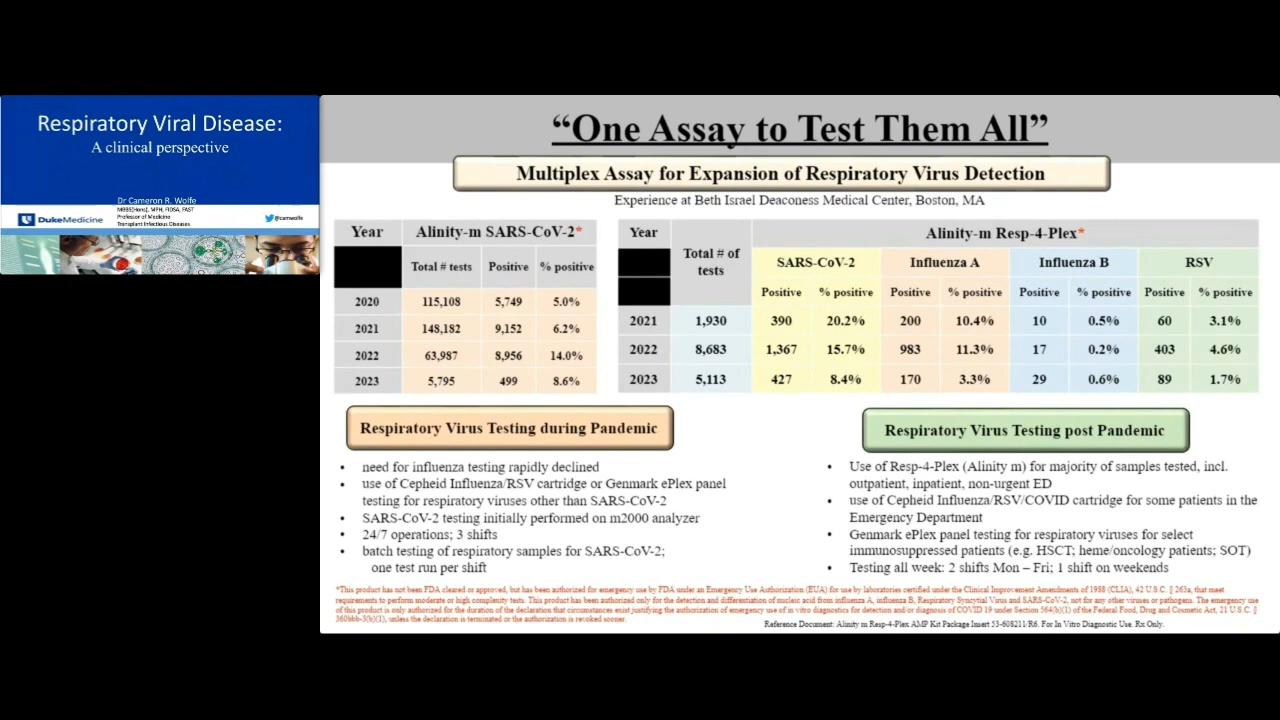 Respiratory Viral Disease:
A clinical perspective
Dr Cameron R. Wolfe
MBBS(Hons), MPH, FIDSA, FAST
Professor of Medicine
Transplant Infectious Diseases
DukeMedicine
@camwolfe
“One Assay to Test Them All”
Multiplex Assay for Expansion of Respiratory Virus Detection
Experience at Beth Israel Deaconess Medical Center, Boston, MA
Year Alinity-m SARS-CoV-2*
Total # tests Positive % positive
2020 115,108 5,749 5.0%
2021 148,182 9,152 6.2%
2022 63,987 8,956 14.0%
2023 5,795 499 8.6%
Year Total # of tests Alinity-m Resp-4-Plex*
SARS-CoV-2 Influenza A Influenza B RSV
Positive % positive Positive % positive Positive % positive Positive % positive
2021 1,930 390 20.2% 200 10.4% 10 0.5% 60 3.1%
2022 8,683 1,367 15.7% 983 11.3% 17 0.2% 403 4.6%
2023 5,113 427 8.4% 170 3.3% 29 0.6% 89 1.7%
Respiratory Virus Testing during Pandemic
• need for influenza testing rapidly declined
• use of Cepheid Influenza/RSV cartridge or Genmark ePlex panel
testing for respiratory viruses other than SARS-CoV-2
• SARS-CoV-2 testing initially performed on m2000 analyzer
• 24/7 operations; 3 shifts
• batch testing of respiratory samples for SARS-CoV-2;
one test run per shift
Respiratory Virus Testing post Pandemic
• Use of Resp-4-Plex (Alinity m) for majority of samples tested, incl.
outpatient, inpatient, non-urgent ED
• use of Cepheid Influenza/RSV/COVID cartridge for some patients in the
Emergency Department
• Genmark ePlex panel testing for respiratory viruses for select
immunosuppressed patients (e.g. HSCT; heme/oncology patients; SOT)
• Testing all week: 2 shifts Mon – Fri; 1 shift on weekends
*This product has not been FDA cleared or approved, but has been authorized for emergency use by FDA under an Emergency Use Authorization (EUA) for use by laboratories certified under the Clinical Improvement Amendments of 1988 (CLIA), 42 U.S.C. § 263a, that meet
requirements to perform moderate or high complexity tests. This product has been authorized only for the detection and differentiation of nucleic acid from influenza A, influenza B, Respiratory Syncytial Virus and SARS-CoV-2, not for any other viruses or pathogens. The emergency use
of this product is only authorized for the duration of the declaration that circumstances exist justifying the authorization of emergency use of in vitro diagnostics for detection and/or diagnosis of COVID 19 under Section 564(b)(1) of the Federal Food, Drug and Cosmetic Act, 21 U.S.C. §
360bbb-3(b)(1), unless the declaration is terminated or the authorization is revoked sooner.
Reference Document: Alinity m Resp-4-Plex AMP Kit Package Insert 53-608211/R6. For In Vitro Diagnostic Use. Rx Only.